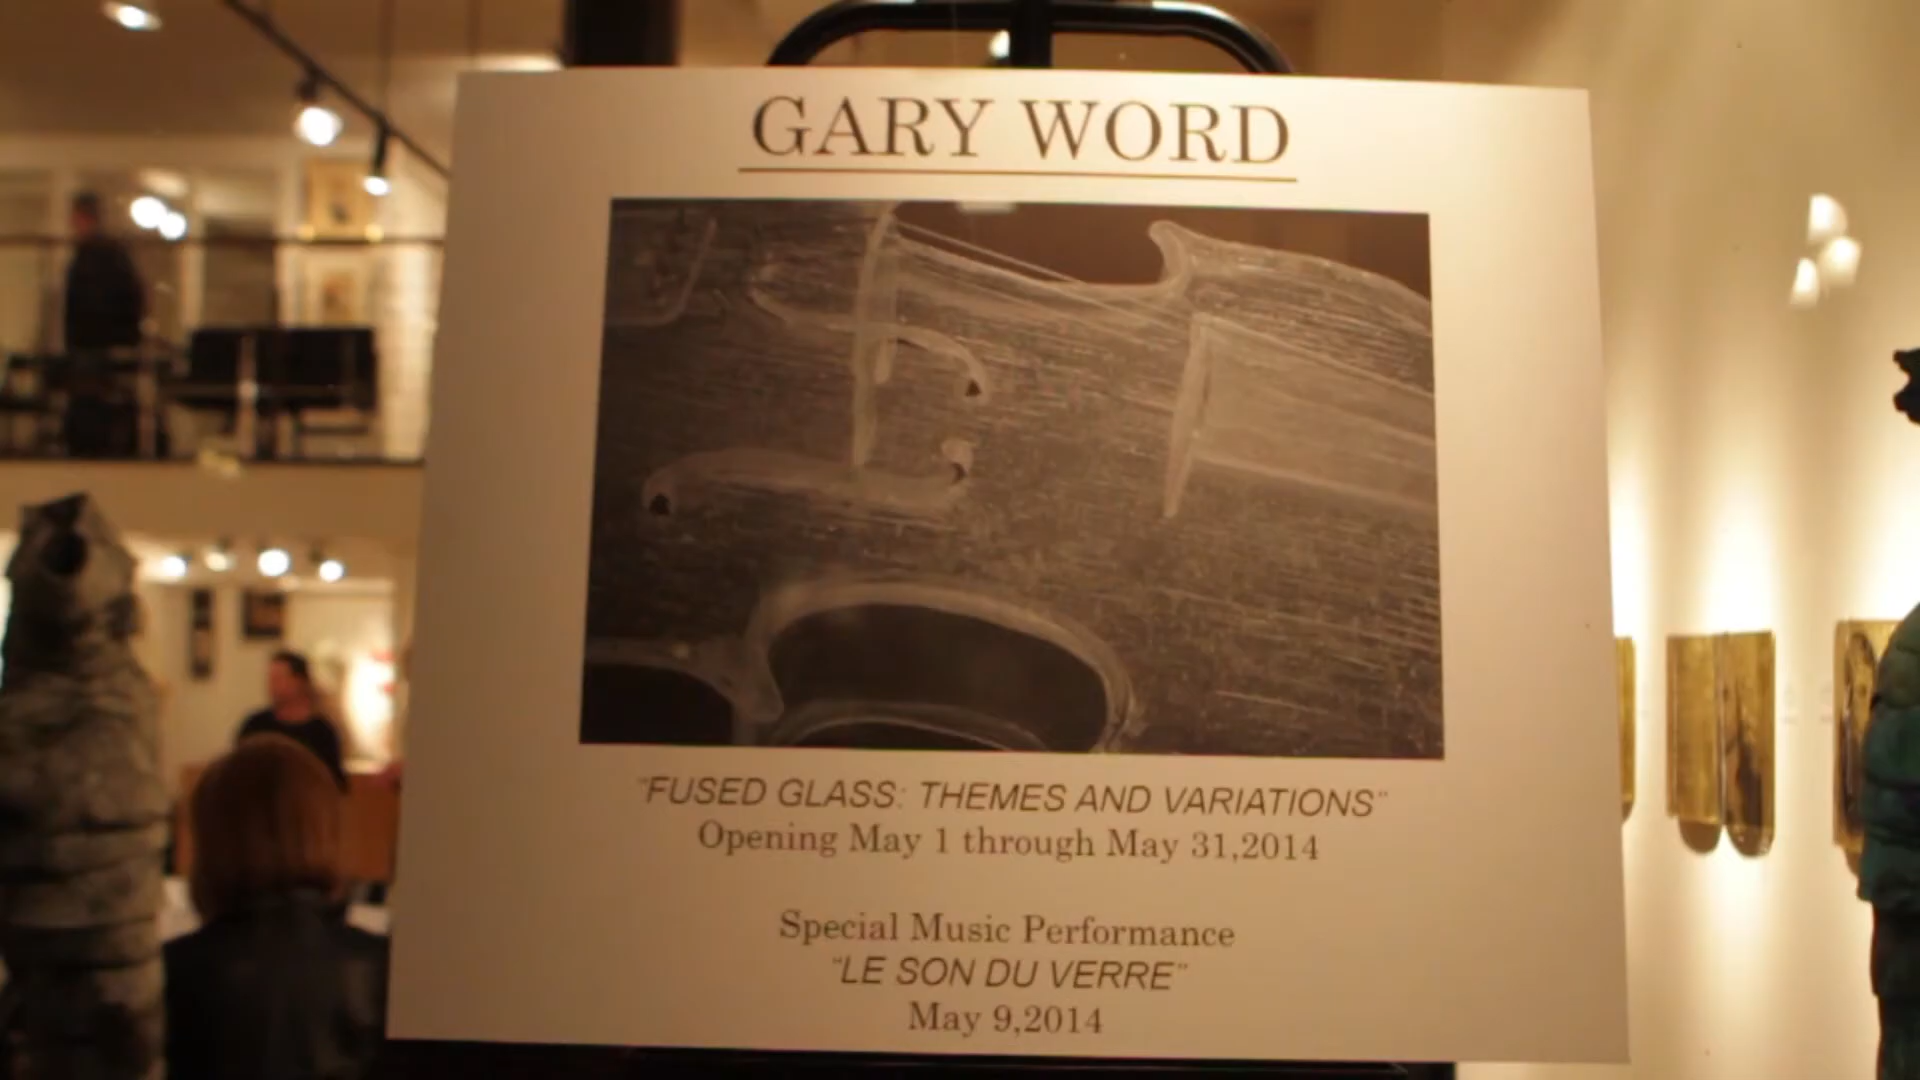 GARY WORD
"FUSED GLASS: THEMES AND VARIATIONS"
Opening May 1 through May 31,2014
Special Music Performance
"LE SON DU VERRE"
May 9,2014